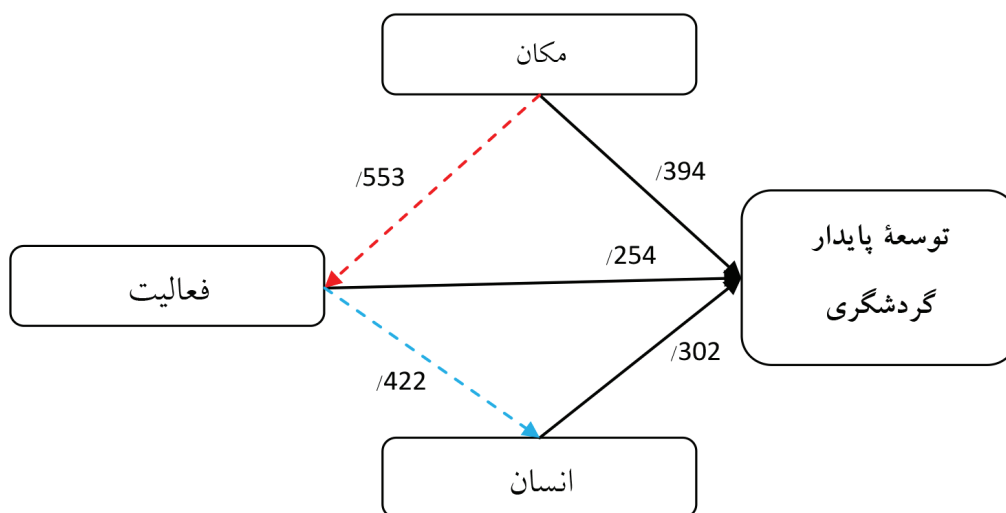 مکان
/553
/394
توسعهٔ پایدار
گردشگری
/254
فعالیت
/302
/422
انسان